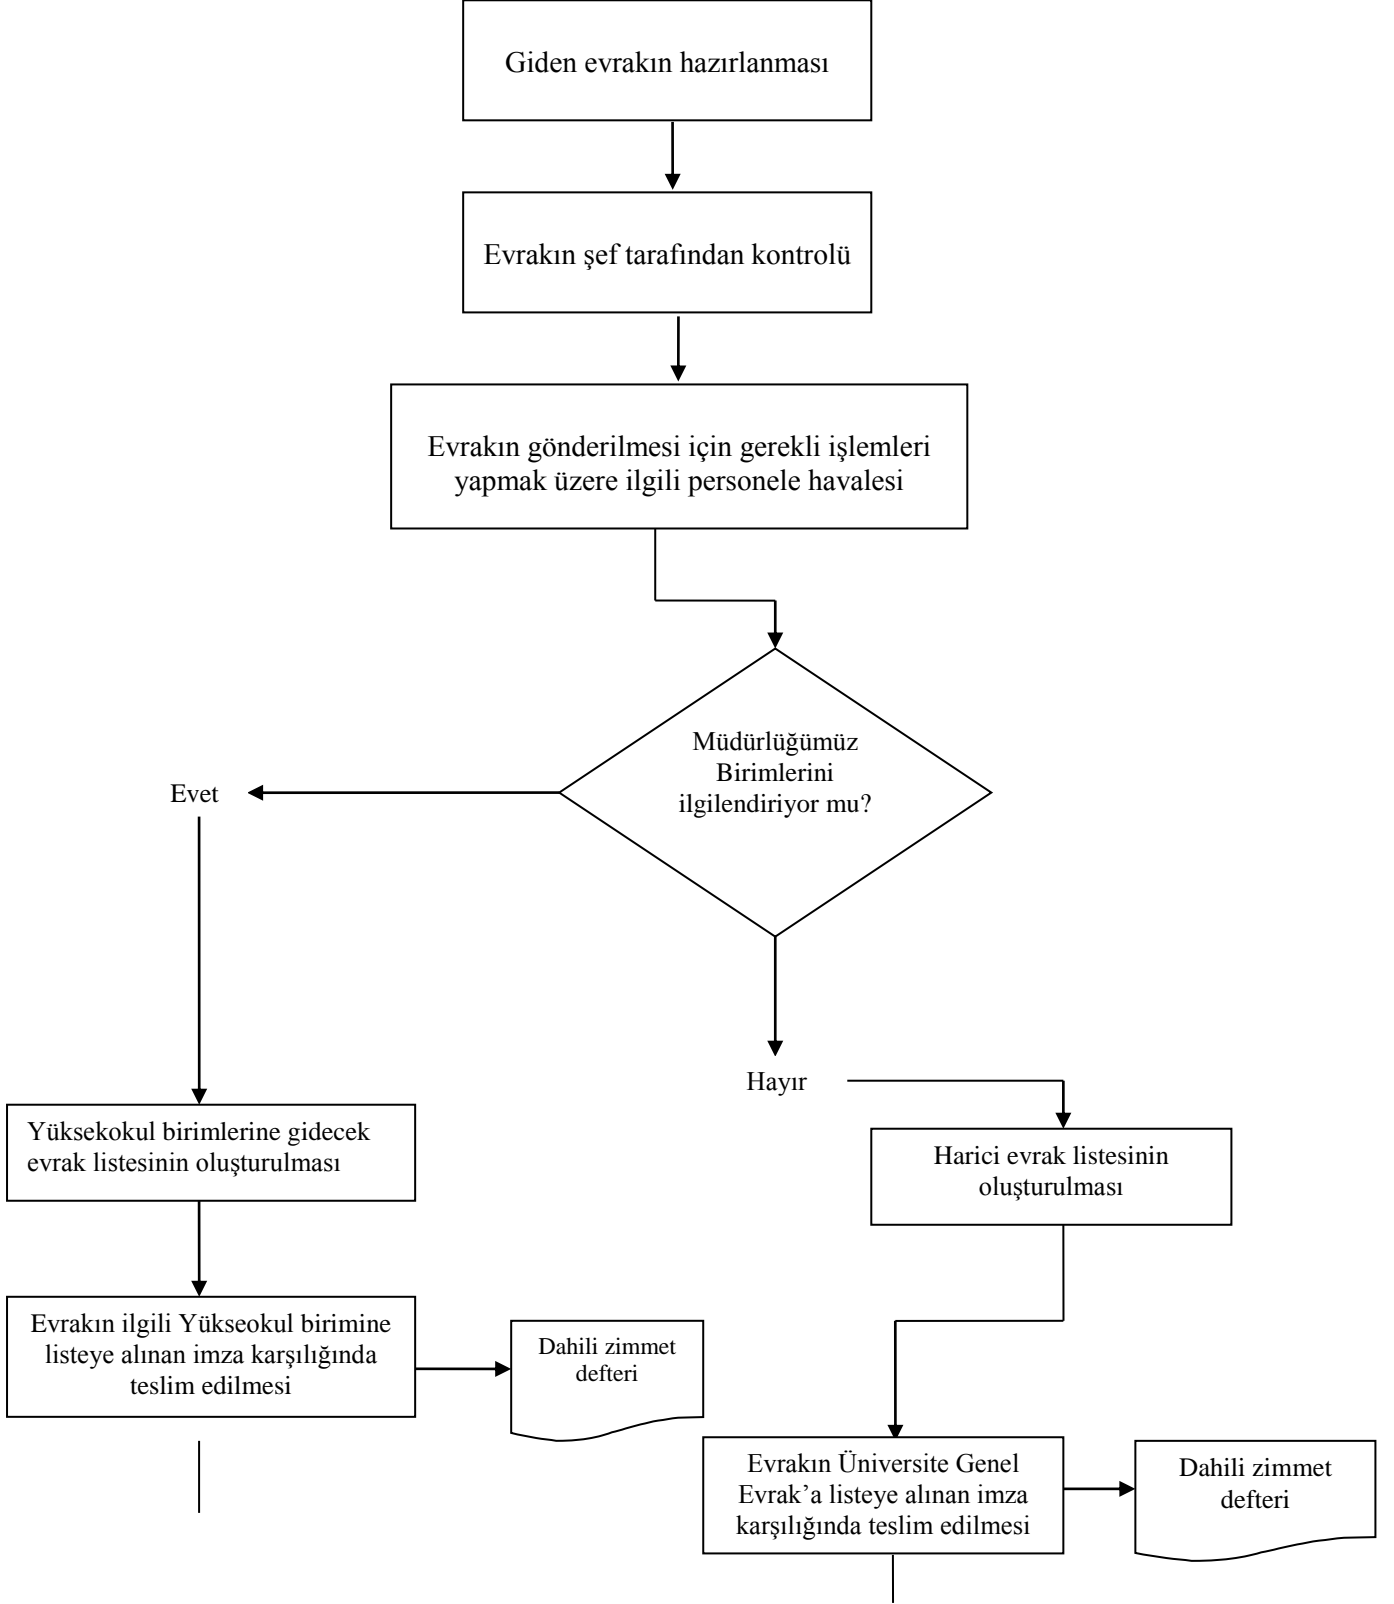 Giden evrakın hazırlanması
Evrakın şef tarafından kontrolü
Evrakın gönderilmesi için gerekli işlemleri
yapmak üzere ilgili personele havalesi
Müdürlüğümüz
Birimlerini
ilgilendiriyor mu?
Evet
Hayır
Yüksekokul birimlerine gidecek
evrak listesinin oluşturulması
Harici evrak listesinin
oluşturulması
Evrakın ilgili Yükseokul birimine
listeye alınan imza karşılığında
teslim edilmesi
Dahili zimmet
defteri
Evrakın Üniversite Genel
Evrak’a listeye alınan imza
karşılığında teslim edilmesi
Dahili zimmet
defteri